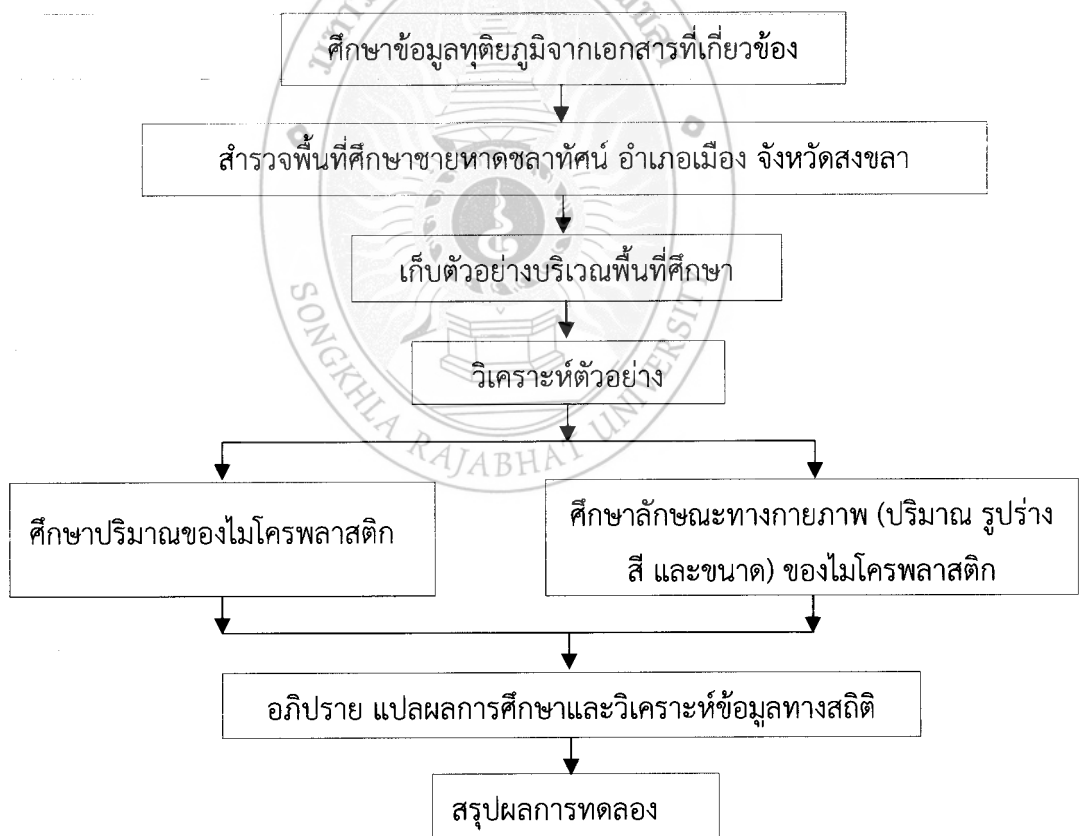 ศึกษาข้อมูลทุติยภูมิจากเอกสารที่เกี่ยวข้อง
สำรวจพื้นที่ศึกษาชายหาดชลาทัศน์ อำเภอเมือง จังหวัดสงขลา
เก็บตัวอย่างบริเวณพื้นที่ศึกษา
วิเคราะห์ตัวอย่าง
SONGKHLA RAJABHAT UNIVERSITY
ศึกษาปริมาณของไมโครพลาสติก
ศึกษาลักษณะทางกายภาพ (ปริมาณ รูปร่าง
สี และขนาด) ของไมโครพลาสติก
อภิปราย แปลผลการศึกษาและวิเคราะห์ข้อมูลทางสถิติ
สรุปผลการทดลอง